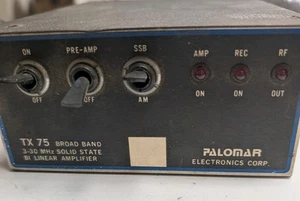 ON PRE-AMP SSB AMP REC RF
OFF OFF AM ON ON OUT
TX 75 BROAD BAND
3-30 MHz SOLID STATE
BI LINEAR AMPLIFIER
PALOMAR
ELECTRONICS CORP.